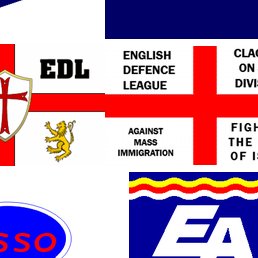 EDL
ENGLISH
DEFENCE
LEAGUE
CLAC
ON
DIVIS
AGAINST
MASS
IMMIGRATION
FIGH
THE
OF IS
SSO
EA